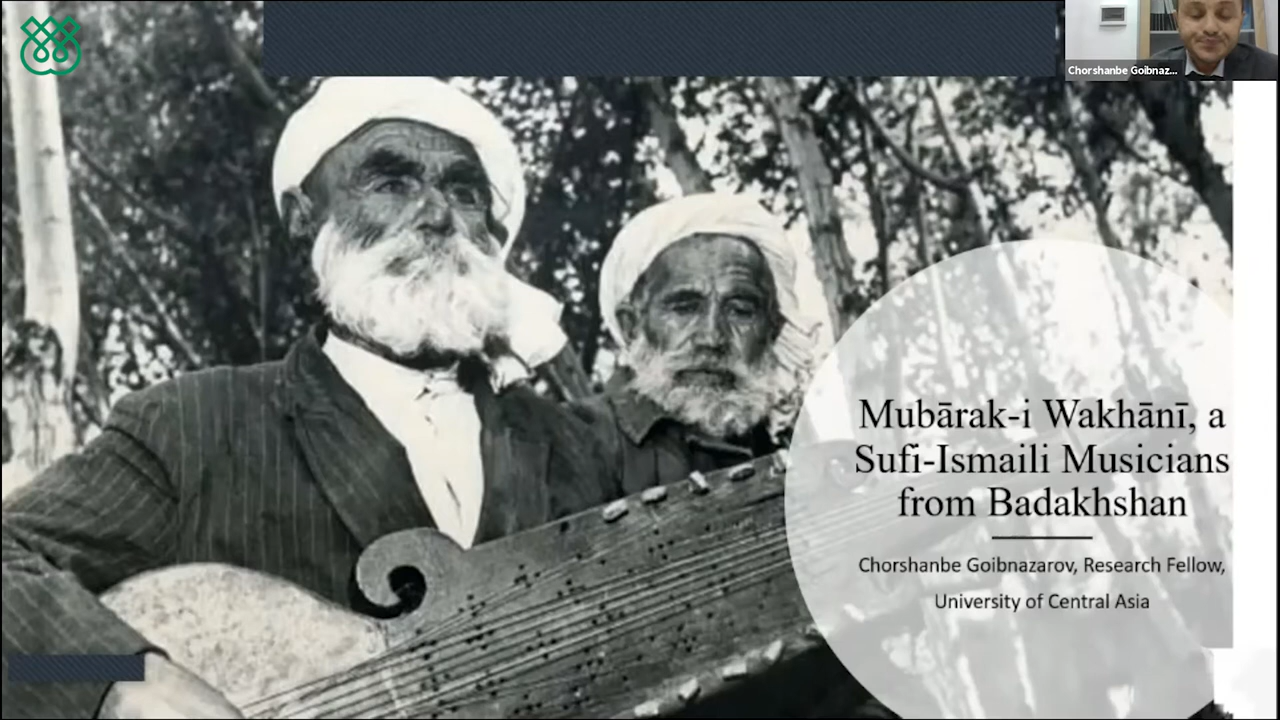 Chorshanbe Goibnaz...
Mubārak-i Wakhānī, a
Sufi-Ismaili Musicians
from Badakhshan
Chorshanbe Goibnazarov, Research Fellow,
University of Central Asia